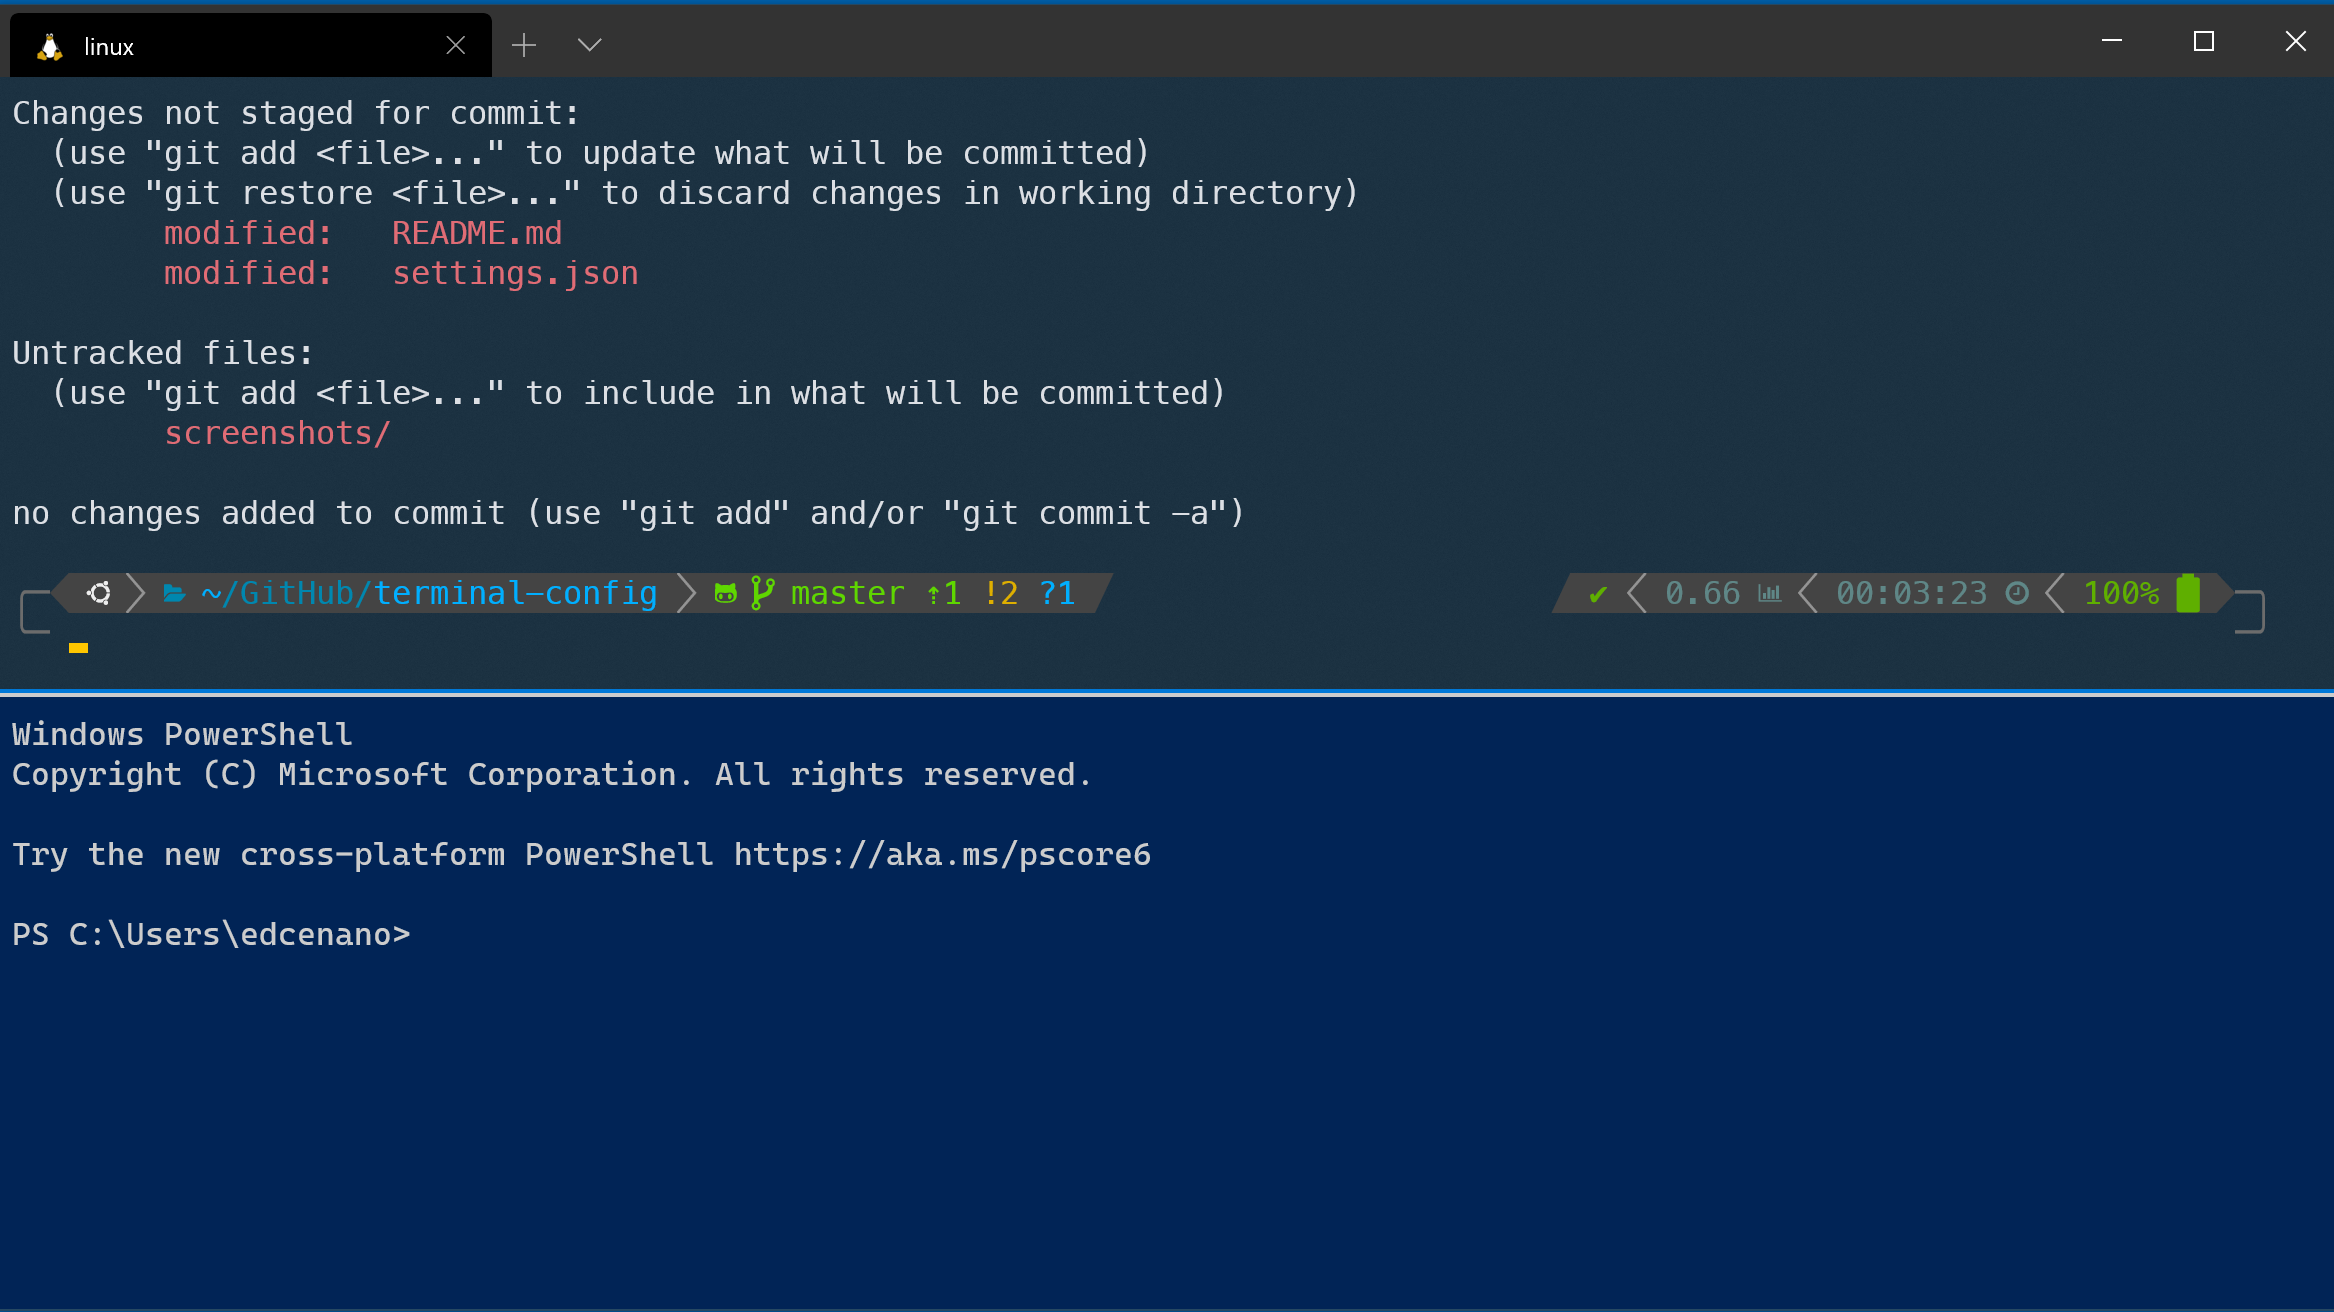 linux
Changes not staged for commit:
(use "git add <file>..." to update what will be committed)
(use "git restore <file>..." to discard changes in working directory)
modified: README.md
modified: settings.json
Untracked files:
(use "git add <file>..." to include in what will be committed)
screenshots/
no changes added to commit (use "git add" and/or "git commit -a")
~/GitHub/terminal-config master ⇡1 !2 ?1 ✔ 0.66 00:03:23 100%
Windows PowerShell
Copyright (C) Microsoft Corporation. All rights reserved.
Try the new cross-platform PowerShell https://aka.ms/pscore6
PS C:\Users\edcenano>